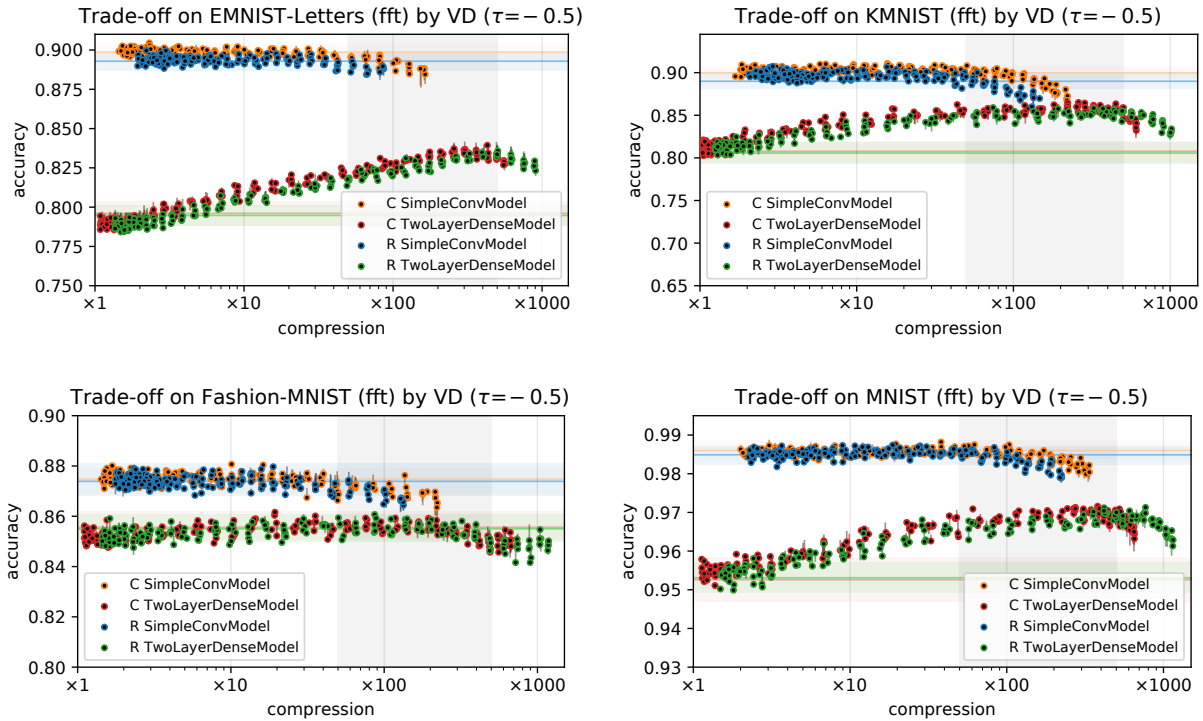 Trade-off on EMNIST-Letters (fft) by VD (τ=−0.5)
0.900
0.875
0.850
0.825
0.800
0.775
0.750
accuracy
C SimpleConvModel
C TwoLayerDenseModel
R SimpleConvModel
R TwoLayerDenseModel
×1
×10
×100
×1000
compression
Trade-off on KMNIST (fft) by VD (τ=−0.5)
0.90
0.85
0.80
0.75
0.70
0.65
accuracy
C SimpleConvModel
C TwoLayerDenseModel
R SimpleConvModel
R TwoLayerDenseModel
×1
×10
×100
×1000
compression
Trade-off on Fashion-MNIST (fft) by VD (τ=−0.5)
0.90
0.88
0.86
0.84
0.82
0.80
accuracy
C SimpleConvModel
C TwoLayerDenseModel
R SimpleConvModel
R TwoLayerDenseModel
×1
×10
×100
×1000
compression
Trade-off on MNIST (fft) by VD (τ=−0.5)
0.99
0.98
0.97
0.96
0.95
0.94
0.93
accuracy
C SimpleConvModel
C TwoLayerDenseModel
R SimpleConvModel
R TwoLayerDenseModel
×1
×10
×100
×1000
compression